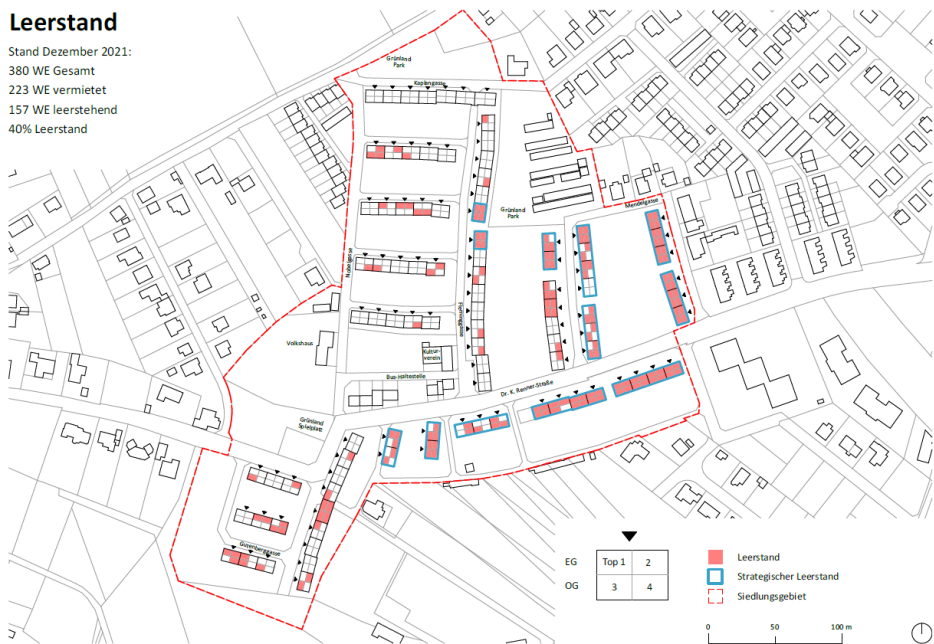 Leerstand
Stand Dezember 2021:
380 WE Gesamt
223 WE vermietet
157 WE leerstehend
40% Leerstand
Grünland
Park
Kaplangasse
Mendelgasse
Grünland
Park
Nobelgasse
Volkshaus
Kultur-
verein
Bus-Haltestelle
Dr. K. Renner-Straße
Grünland
Spielplatz
Gutenberggasse
EG
Top 1
2
OG
3
4
Leerstand
Strategischer Leerstand
Siedlungsgebiet
0
50
100 m